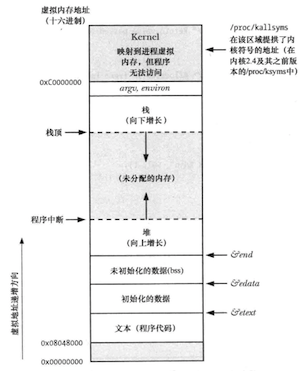 虚拟内存地址
（十六进制）
/proc/kallsyms
在该区域提供了内
核符号的地址（在
内核2.4及其之前版
本的/proc/ksyms中）
Kernel
映射到进程虚拟
内存，但程序
无法访问
0xC0000000
argv, environ
栈
（向下增长）
栈顶
（未分配的内存）
程序中断
堆
（向上增长）
&end
未初始化的数据(bss)
&edata
初始化的数据
&etext
文本（程序代码）
0x08048000
0x00000000
虚拟地址递增方向